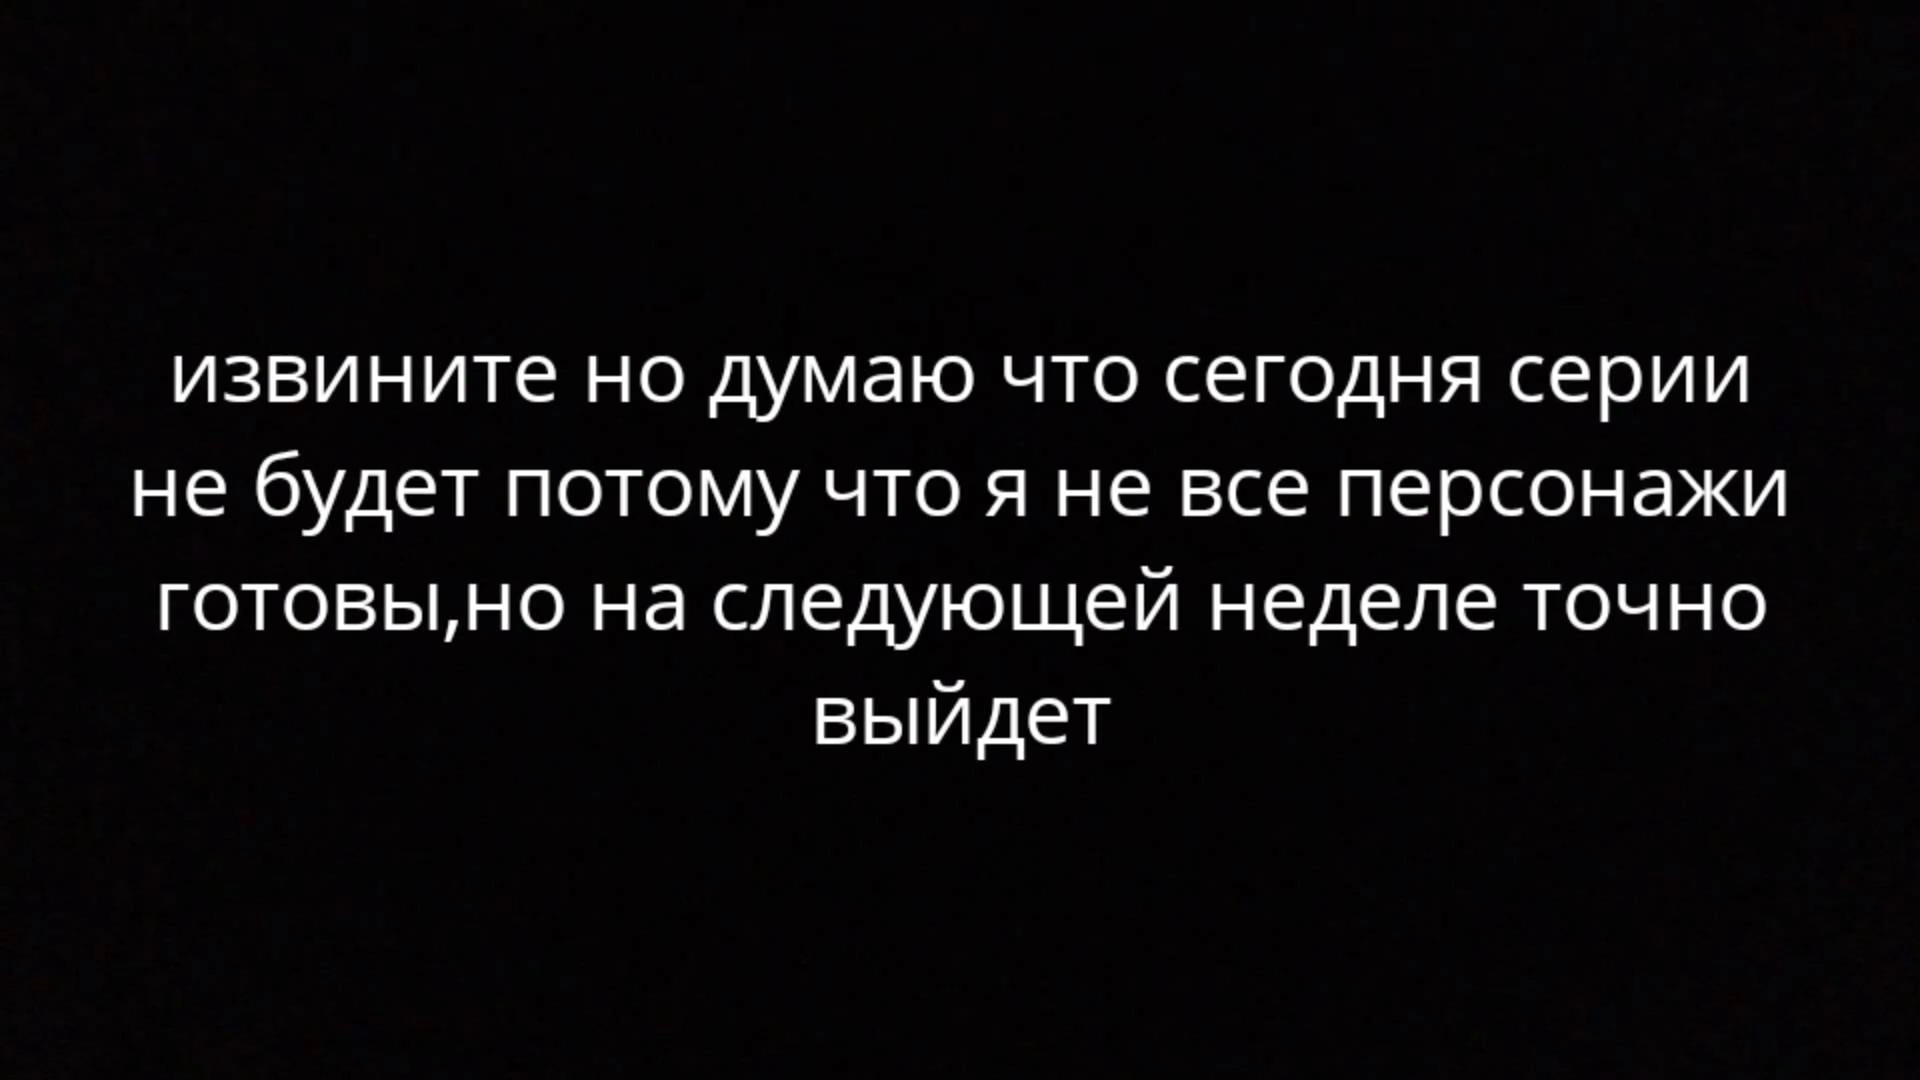 извините но думаю что сегодня серии
не будет потому что я не все персонажи
готовы,но на следующей неделе точно
выйдет